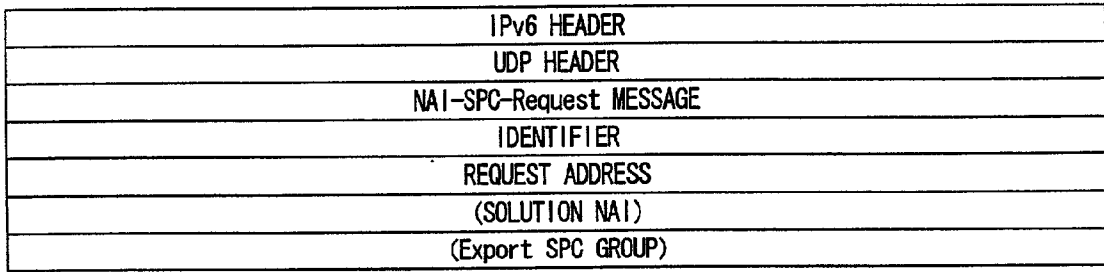 IPv6 HEADER
UDP HEADER
NAI-SPC-Request MESSAGE
IDENTIFIER
REQUEST ADDRESS
(SOLUTION NAI)
(Export SPC GROUP)